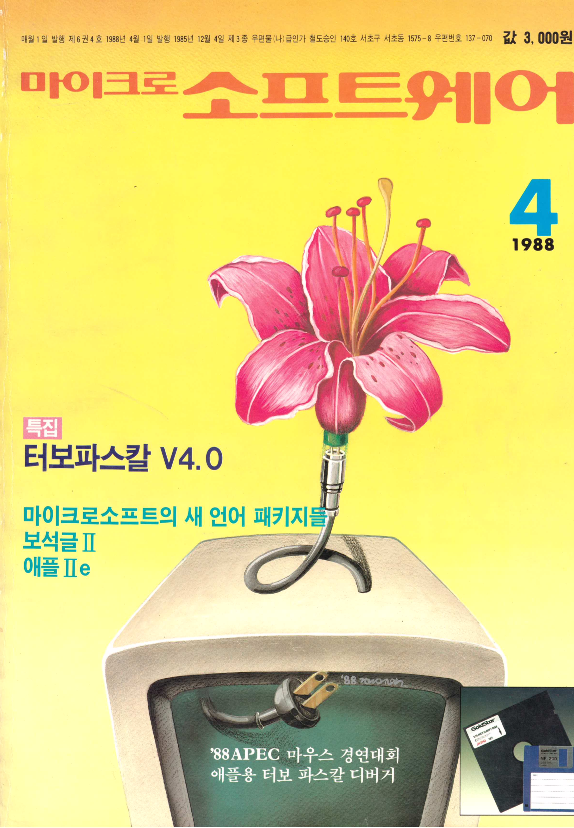 매월1일 발행 제6권4호 1988년 4월 1일 발행 1985년 12월 4일 제3종 우편물(나)급인가 철도승인 140호 서초구 서초동 1575-8 우편번호 137-070 값 3,000원
마이크로 소프트웨어
4
1988
특집
터보파스칼 V4.0
마이크로소프트의 새 언어 패키지들
보석글 Ⅱ
애플 Ⅱe
'88APEC 마우스 경연대회
애플용 터보 파스칼 디버거
GoldStar